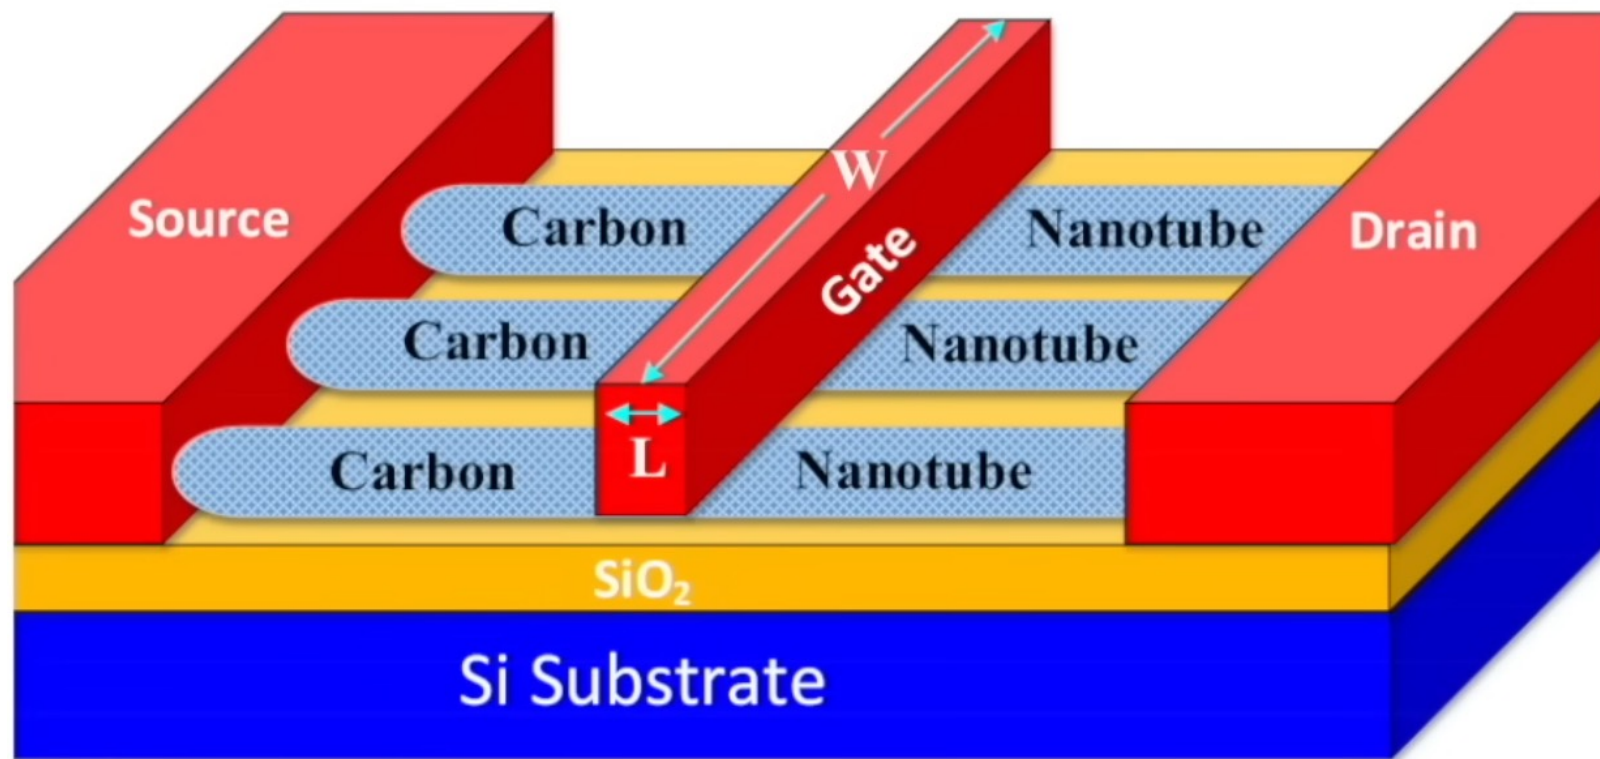 W
Source
Carbon
Nanotube
Drain
Gate
Carbon
Nanotube
L
Carbon
Nanotube
SiO₂
Si Substrate